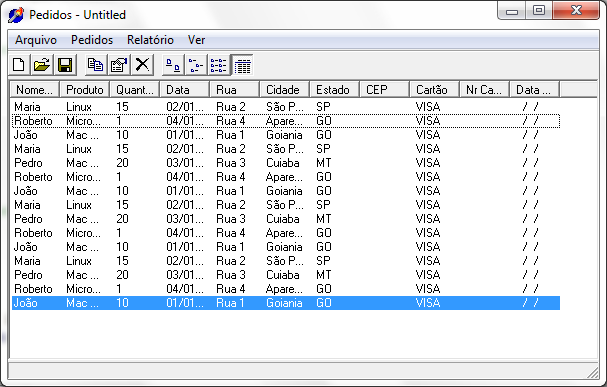 Pedidos - Untitled
Arquivo Pedidos Relatório Ver
Nome... Produto Quant... Data Rua Cidade Estado CEP Cartão Nr Ca... Data ...
Maria Linux 15 02/01... Rua 2 São P... SP VISA / /
Roberto Micro... 1 04/01... Rua 4 Apare... GO VISA / /
João Mac ... 10 01/01... Rua 1 Goiania GO VISA / /
Maria Linux 15 02/01... Rua 2 São P... SP VISA / /
Pedro Mac ... 20 03/01... Rua 3 Cuiaba MT VISA / /
Roberto Micro... 1 04/01... Rua 4 Apare... GO VISA / /
João Mac ... 10 01/01... Rua 1 Goiania GO VISA / /
Maria Linux 15 02/01... Rua 2 São P... SP VISA / /
Pedro Mac ... 20 03/01... Rua 3 Cuiaba MT VISA / /
Roberto Micro... 1 04/01... Rua 4 Apare... GO VISA / /
João Mac ... 10 01/01... Rua 1 Goiania GO VISA / /
Maria Linux 15 02/01... Rua 2 São P... SP VISA / /
Pedro Mac ... 20 03/01... Rua 3 Cuiaba MT VISA / /
Roberto Micro... 1 04/01... Rua 4 Apare... GO VISA / /
João Mac ... 10 01/01... Rua 1 Goiania GO VISA / /